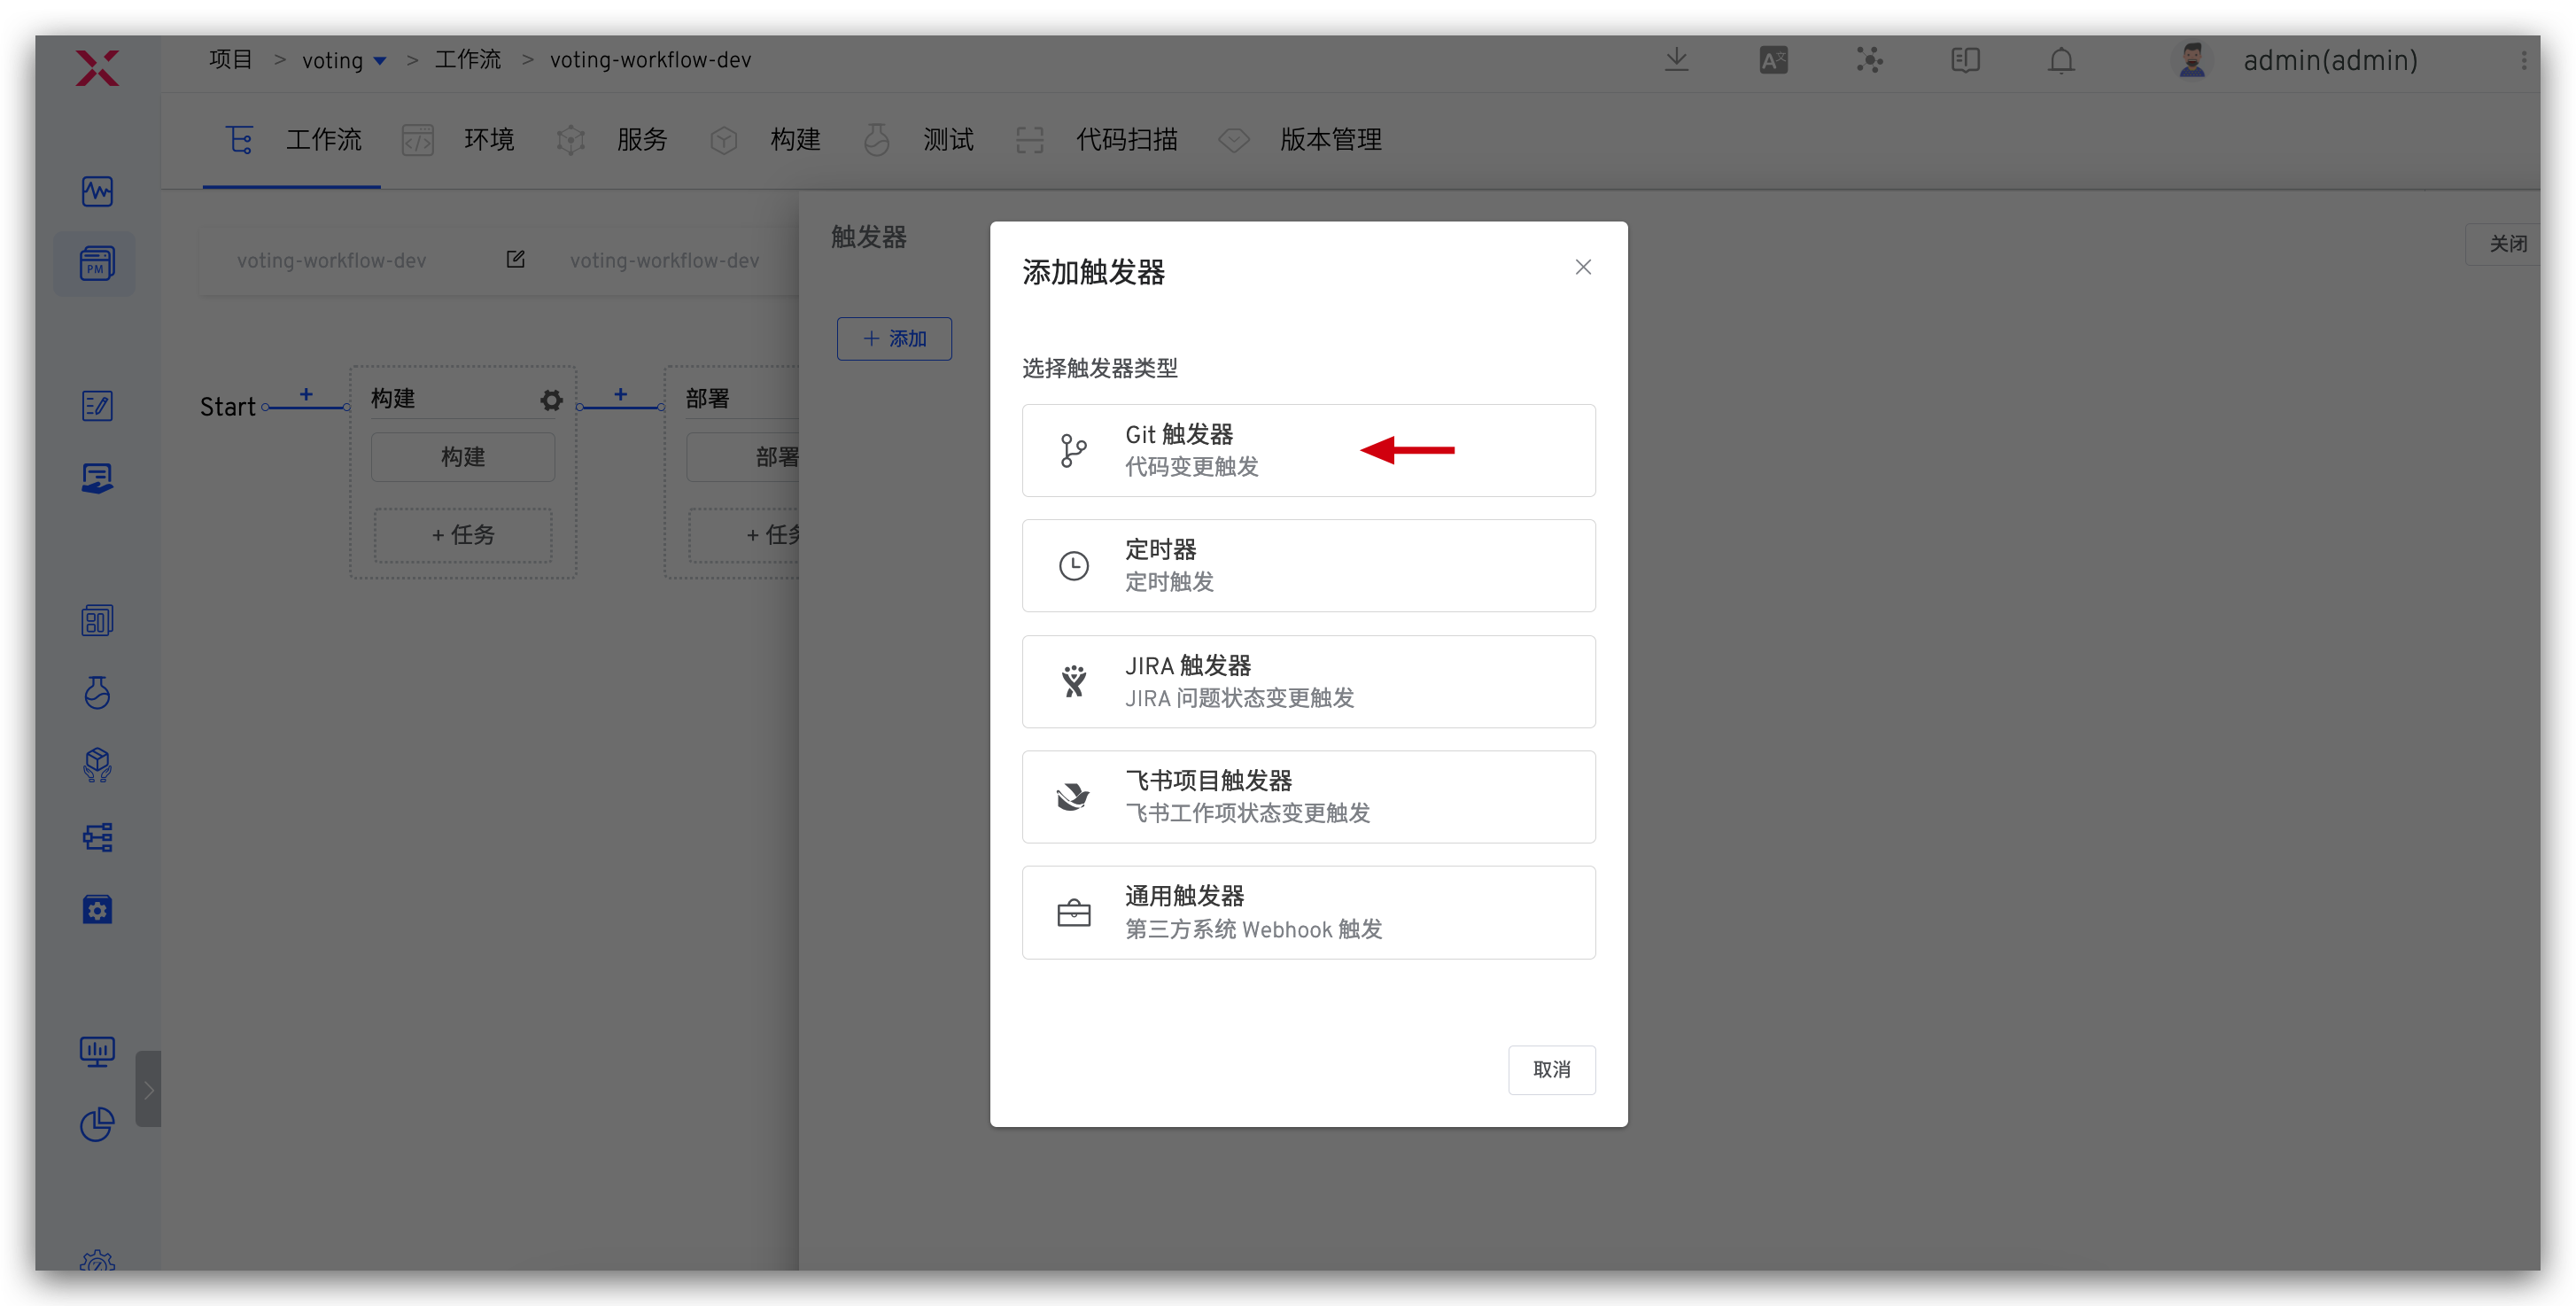 项目 > voting > 工作流 > voting-workflow-dev
admin(admin)
工作流 环境 服务 构建 测试 代码扫描 版本管理
PM
voting-workflow-dev voting-workflow-dev
触发器
关闭
+ 添加
Start
+
构建
构建
+ 任务
+
部署
部署
+ 任务
添加触发器
选择触发器类型
Git 触发器
代码变更触发
定时器
定时触发
JIRA 触发器
JIRA 问题状态变更触发
飞书项目触发器
飞书工作项状态变更触发
通用触发器
第三方系统 Webhook 触发
取消